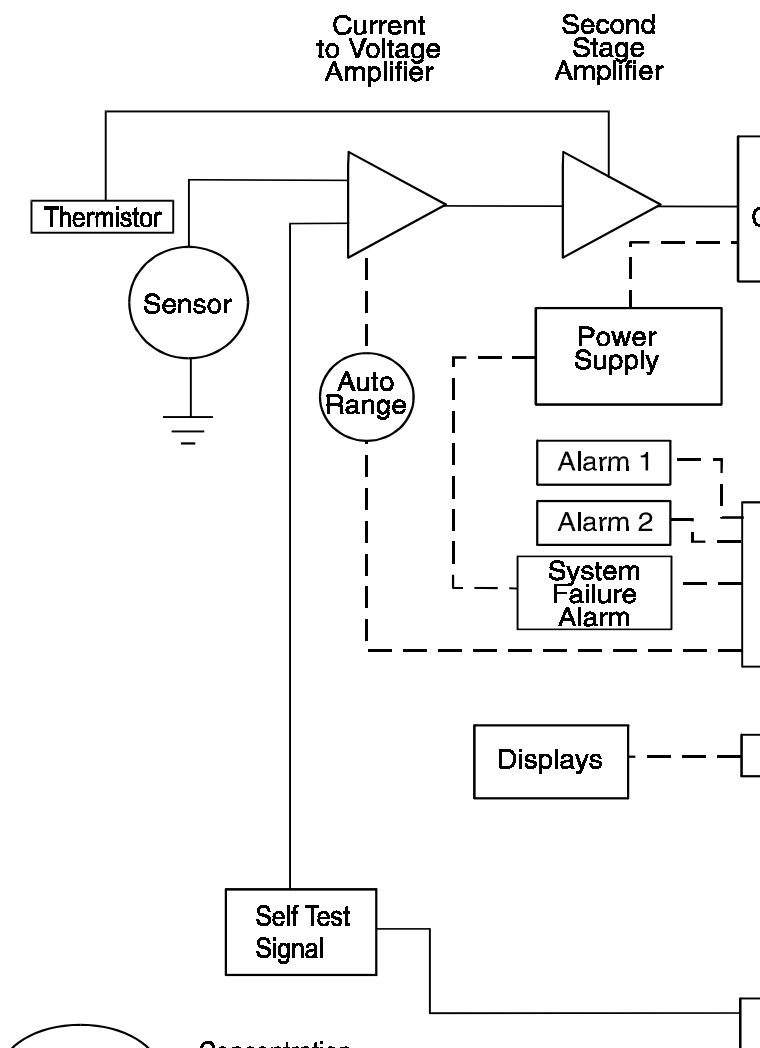 Current
to Voltage
Amplifier
Second
Stage
Amplifier
Thermistor
Sensor
Auto
Range
Power
Supply
Alarm 1
Alarm 2
System
Failure
Alarm
Displays
Self Test
Signal
Concentration